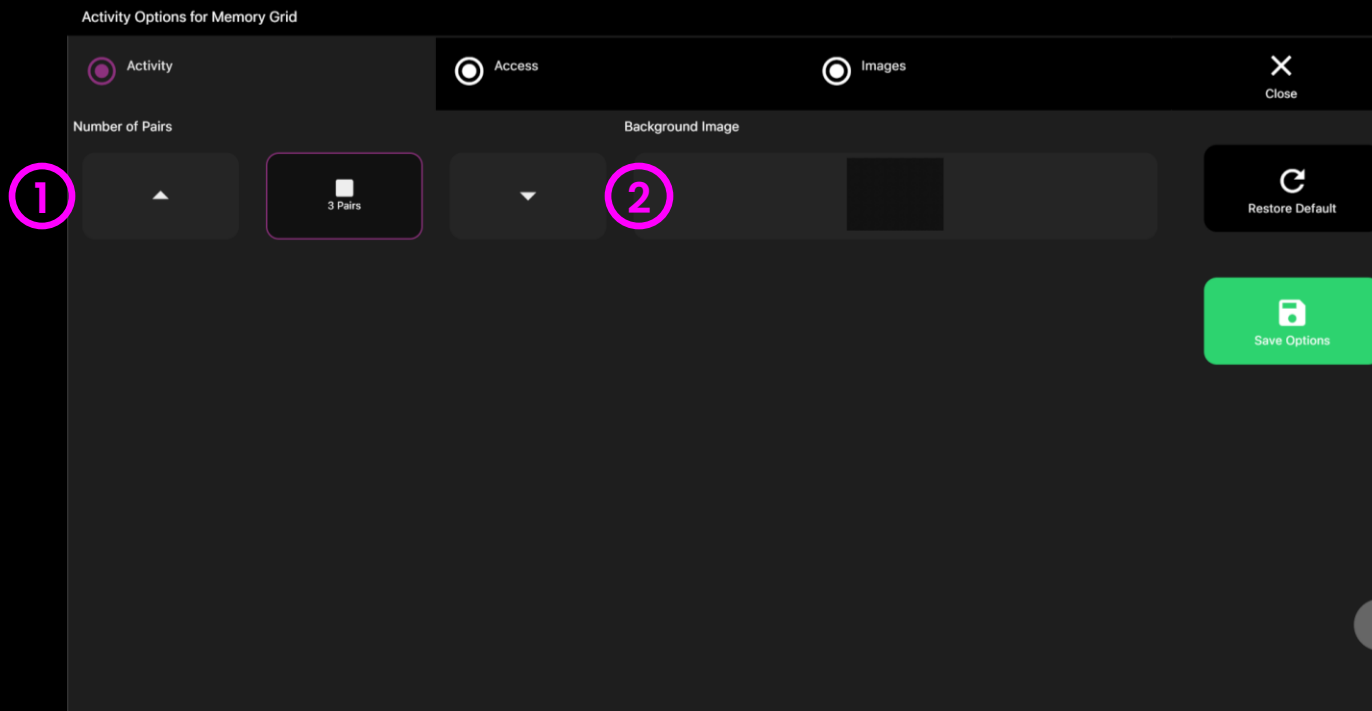 Activity Options for Memory Grid
Activity
Access
Images
Close
Number of Pairs
Background Image
1
3 Pairs
2
Restore Default
Save Options